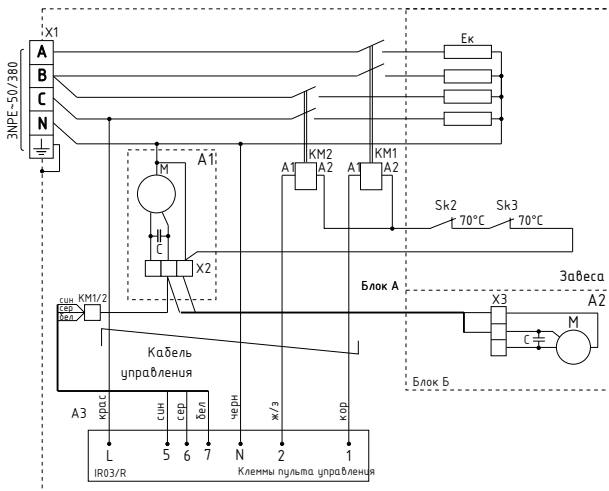 X1
3NPE~50/380
A
B
C
N
Ек
KM2
KM1
A1
A2
A1
A2
A1
M
C
X2
Sk2
70°C
Sk3
70°C
Завеса
Блок А
X3
A2
M
C
Блок Б
син
сер
бел
KM1/2
Кабель
управления
A3
крас
син
сер
бел
черн
ж/з
кор
L
5
6
7
N
2
1
IR03/R
Клеммы пульта управления